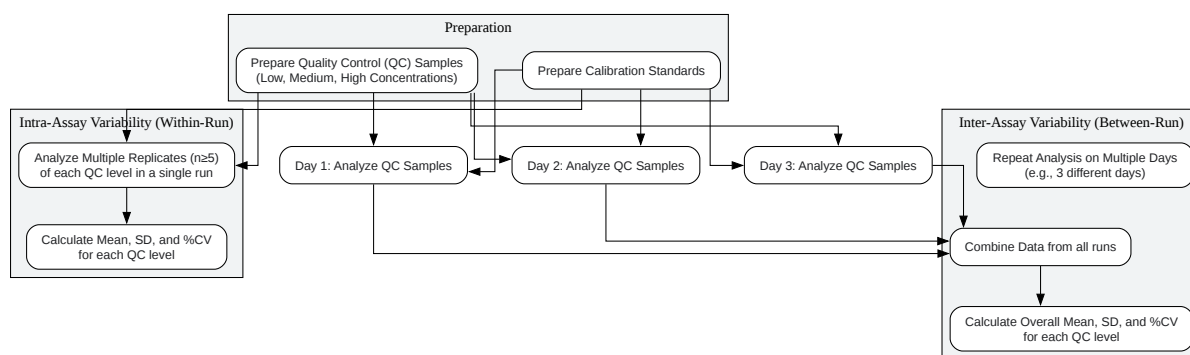 Preparation
Prepare Quality Control (QC) Samples
(Low, Medium, High Concentrations)
Prepare Calibration Standards
Intra-Assay Variability (Within-Run)
Analyze Multiple Replicates (n≥5)
of each QC level in a single run
Calculate Mean, SD, and %CV
for each QC level
Day 1: Analyze QC Samples
Day 2: Analyze QC Samples
Day 3: Analyze QC Samples
Inter-Assay Variability (Between-Run)
Repeat Analysis on Multiple Days
(e.g., 3 different days)
Combine Data from all runs
Calculate Overall Mean, SD, and %CV
for each QC level